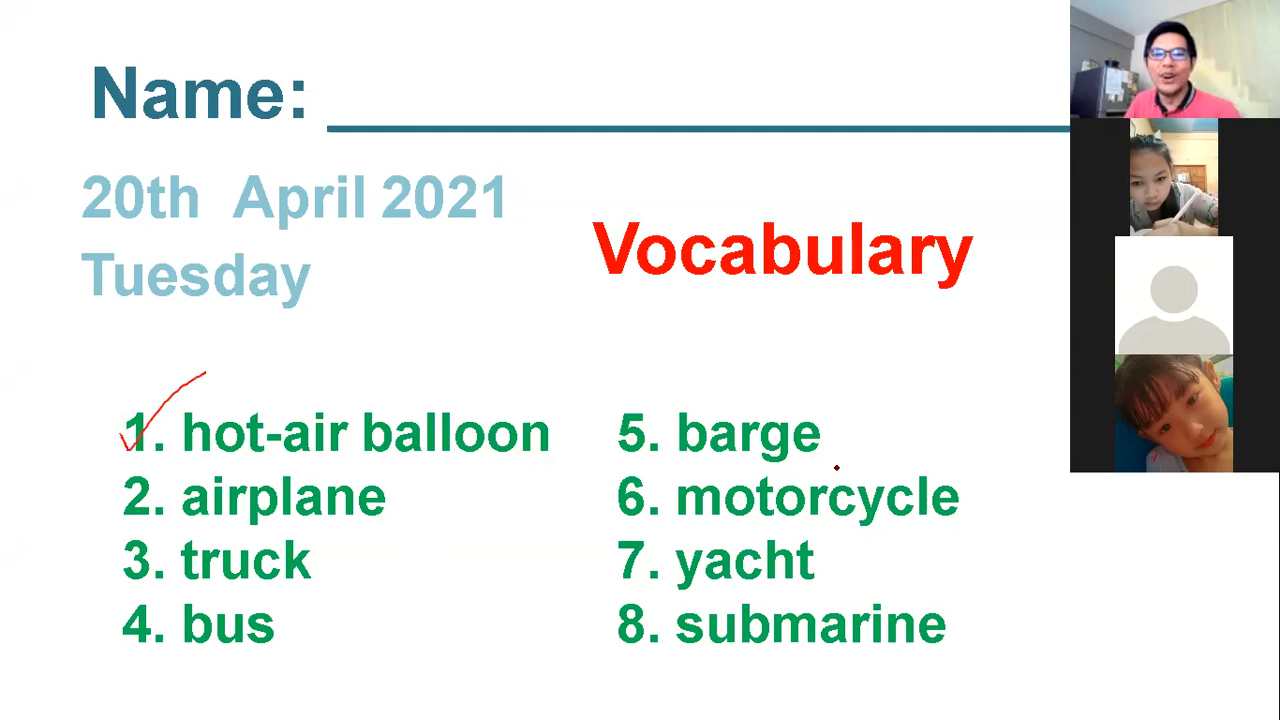 Name:
20th April 2021
Tuesday
Vocabulary
1. hot-air balloon
2. airplane
3. truck
4. bus
5. barge
6. motorcycle
7. yacht
8. submarine